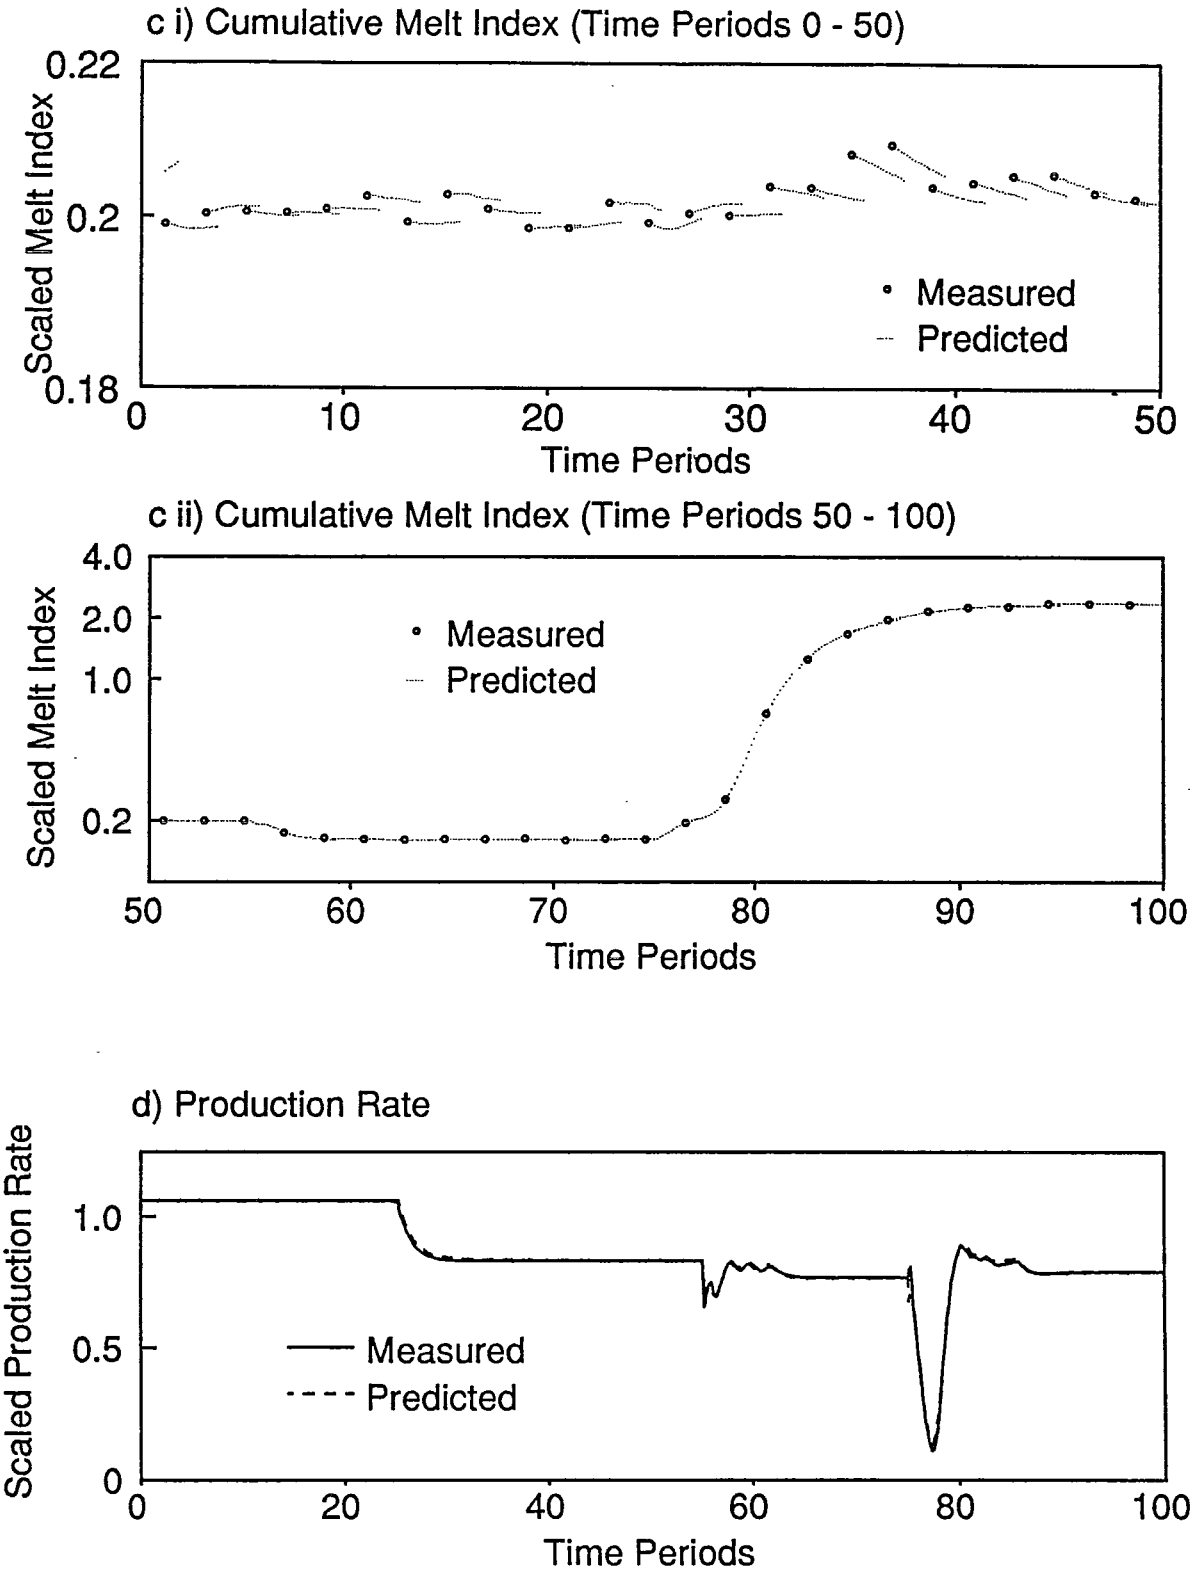 c i) Cumulative Melt Index (Time Periods 0 - 50)
0.22
0.2
0.18
Scaled Melt Index
Measured
Predicted
0 10 20 30 40 50
Time Periods
c ii) Cumulative Melt Index (Time Periods 50 - 100)
4.0
2.0
1.0
0.2
Scaled Melt Index
Measured
Predicted
50 60 70 80 90 100
Time Periods
d) Production Rate
1.0
0.5
0
Scaled Production Rate
Measured
Predicted
0 20 40 60 80 100
Time Periods